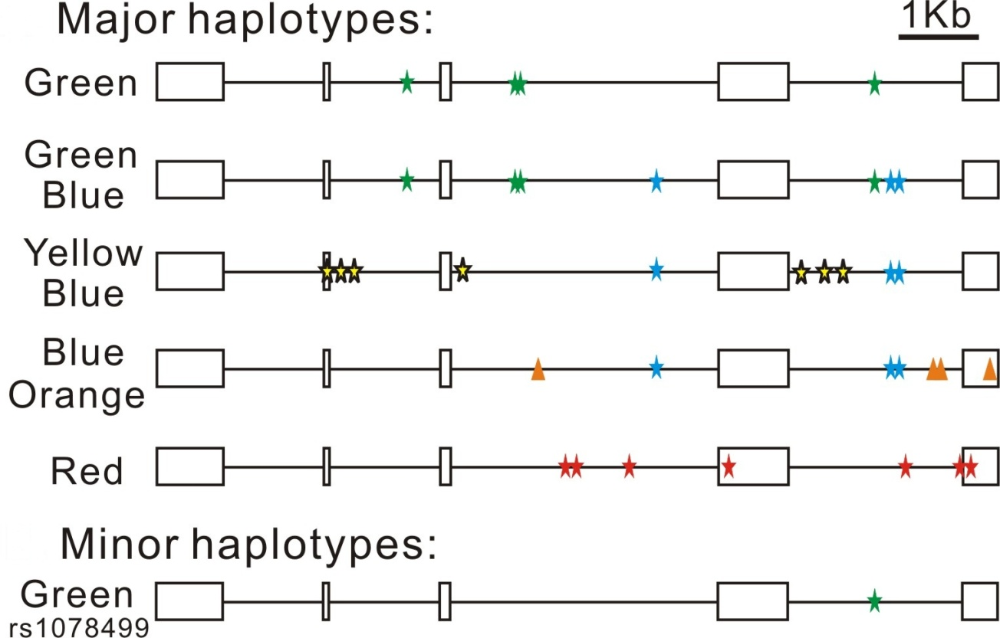 Major haplotypes:
1Kb
Green
Green
Blue
Yellow
Blue
Blue
Orange
Red
Minor haplotypes:
Green
rs1078499